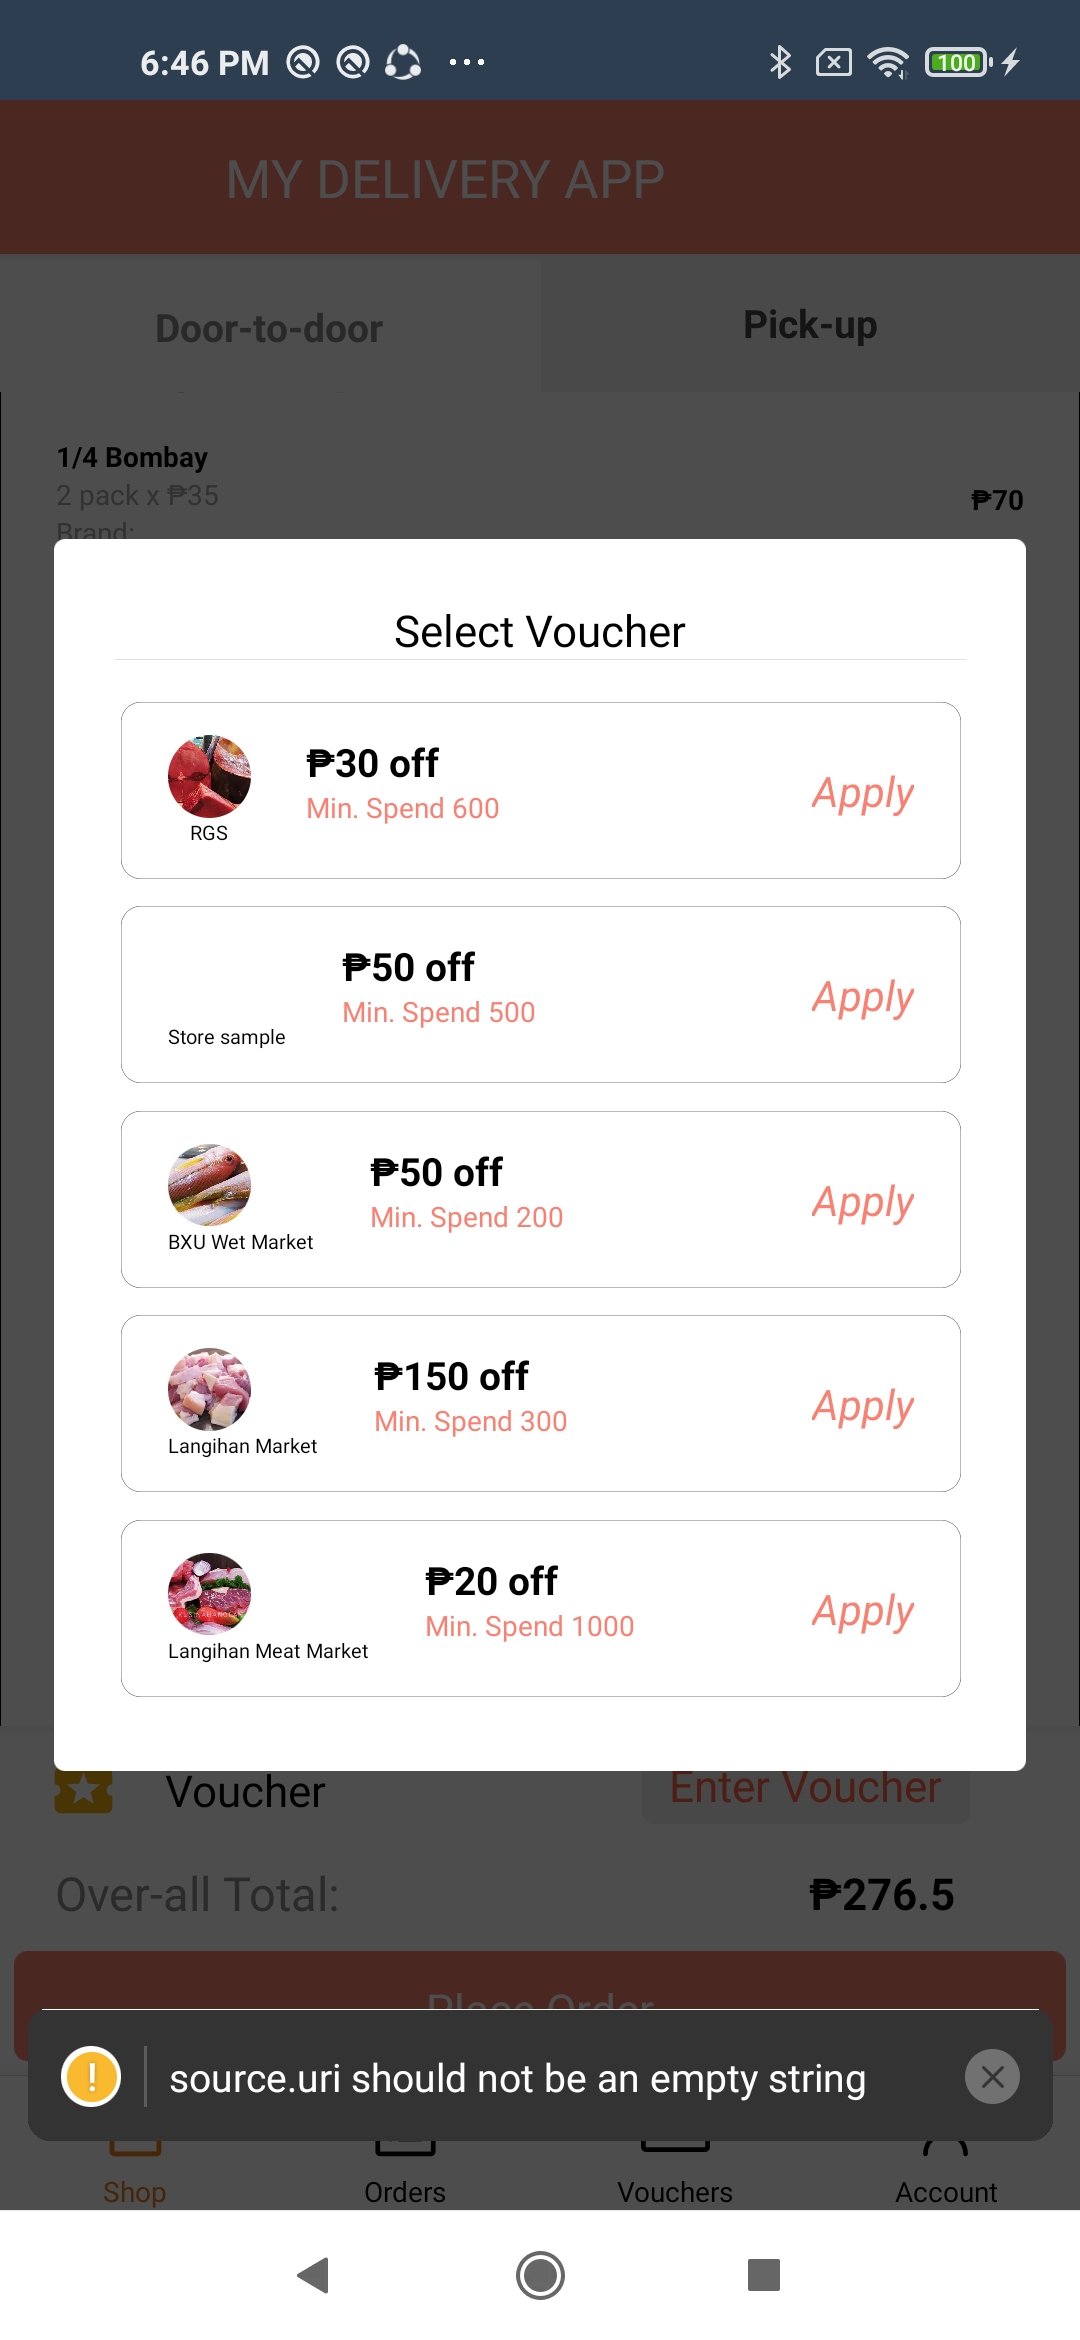 6:46 PM
100
MY DELIVERY APP
Door-to-door
Pick-up
1/4 Bombay
2 pack x ₱35
₱70
Brand:
Select Voucher
₱30 off
Min. Spend 600
Apply
RGS
₱50 off
Min. Spend 500
Apply
Store sample
₱50 off
Min. Spend 200
Apply
BXU Wet Market
₱150 off
Min. Spend 300
Apply
Langihan Market
₱20 off
Min. Spend 1000
Apply
Langihan Meat Market
Voucher
Enter Voucher
Over-all Total:
₱276.5
Place Order
source.uri should not be an empty string
Shop
Orders
Vouchers
Account